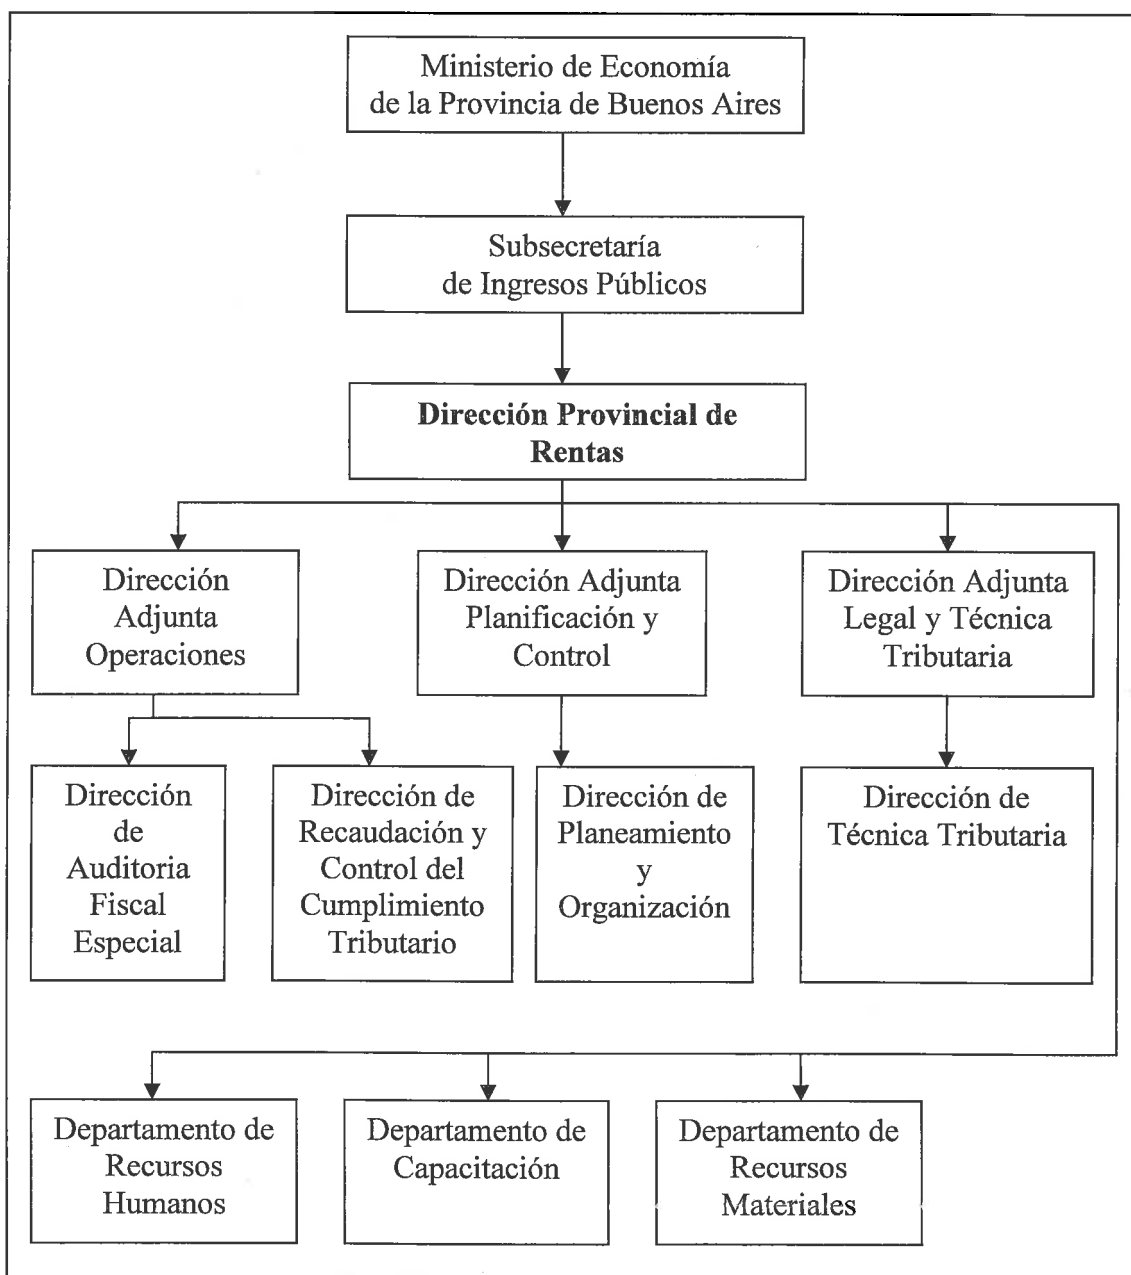 Ministerio de Economía
de la Provincia de Buenos Aires
Subsecretaría
de Ingresos Públicos
Dirección Provincial de
Rentas
Dirección
Adjunta
Operaciones
Dirección Adjunta
Planificación y
Control
Dirección Adjunta
Legal y Técnica
Tributaria
Dirección
de
Auditoria
Fiscal
Especial
Dirección de
Recaudación y
Control del
Cumplimiento
Tributario
Dirección de
Planeamiento
y
Organización
Dirección de
Técnica Tributaria
Departamento de
Recursos
Humanos
Departamento de
Capacitación
Departamento de
Recursos
Materiales